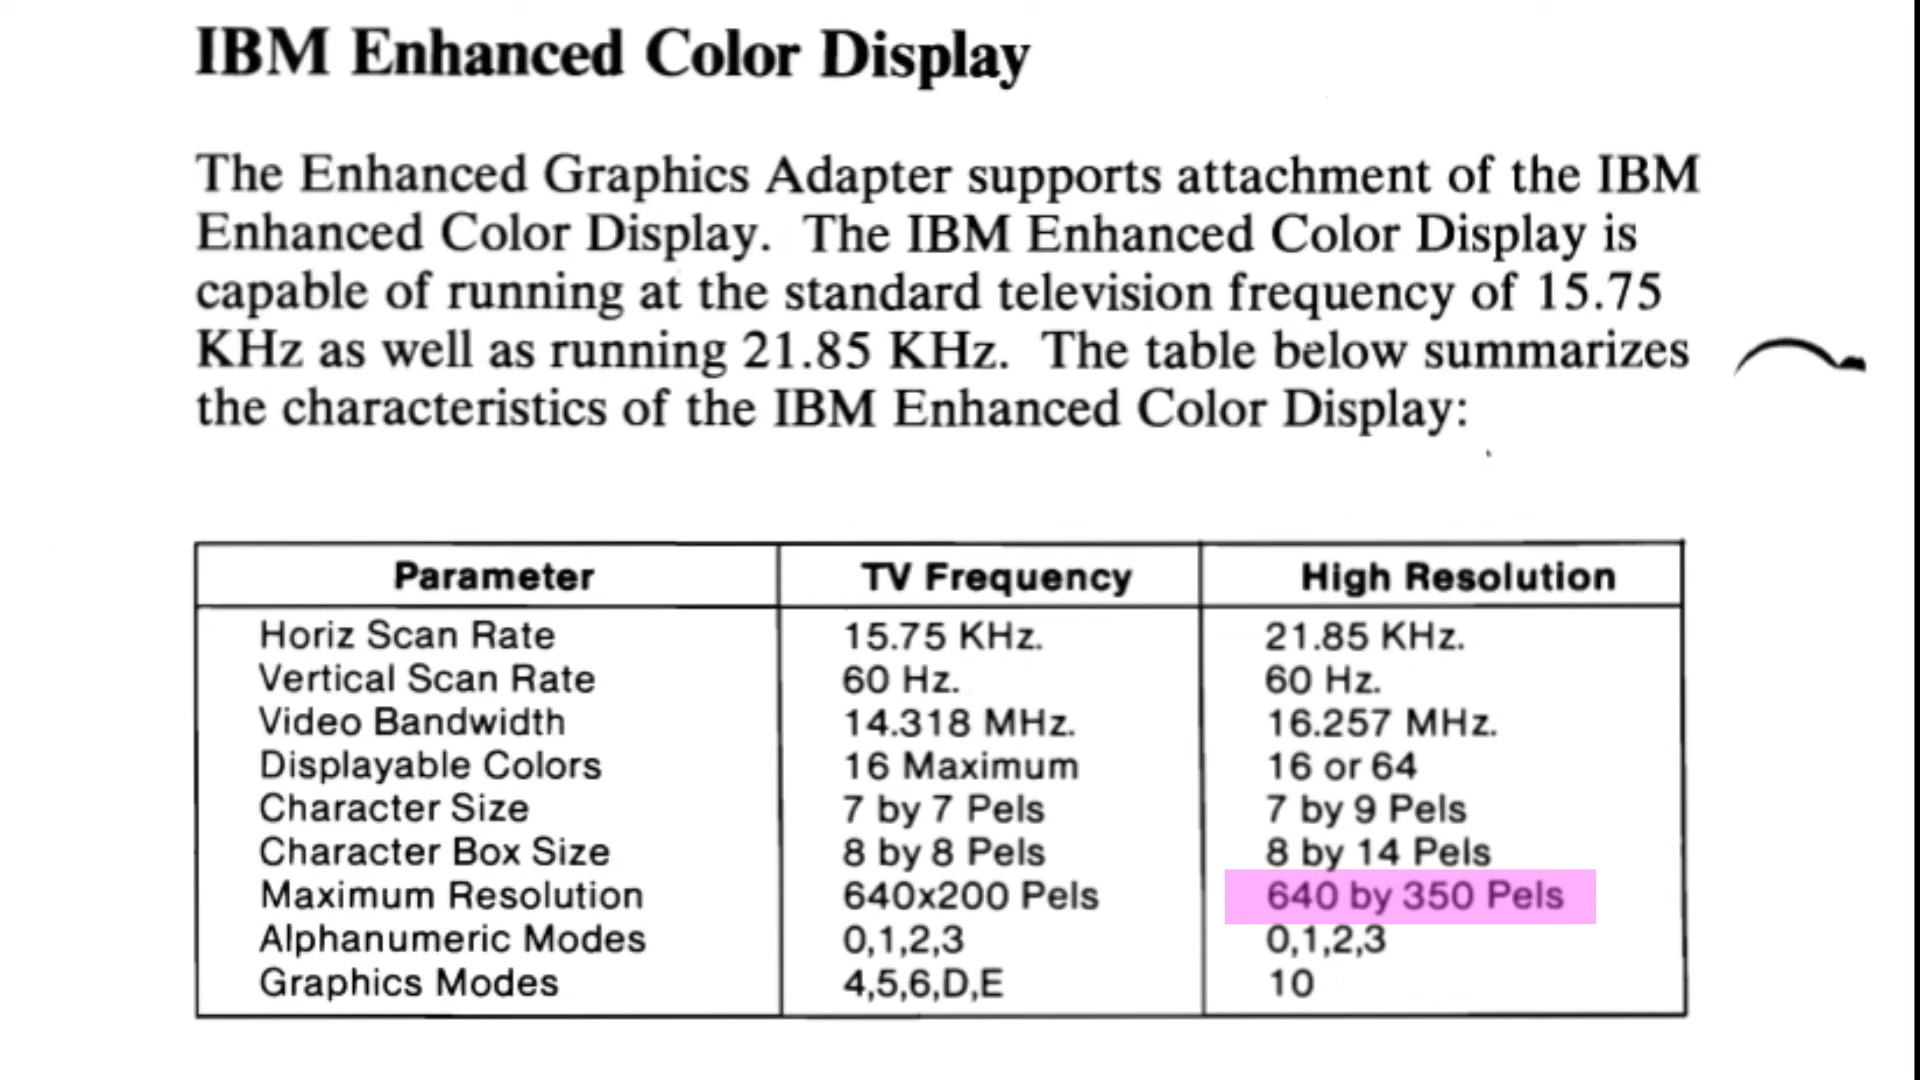 IBM Enhanced Color Display
The Enhanced Graphics Adapter supports attachment of the IBM
Enhanced Color Display. The IBM Enhanced Color Display is
capable of running at the standard television frequency of 15.75
KHz as well as running 21.85 KHz. The table below summarizes
the characteristics of the IBM Enhanced Color Display:
Parameter TV Frequency High Resolution
Horiz Scan Rate 15.75 KHz. 21.85 KHz.
Vertical Scan Rate 60 Hz. 60 Hz.
Video Bandwidth 14.318 MHz. 16.257 MHz.
Displayable Colors 16 Maximum 16 or 64
Character Size 7 by 7 Pels 7 by 9 Pels
Character Box Size 8 by 8 Pels 8 by 14 Pels
Maximum Resolution 640x200 Pels 640 by 350 Pels
Alphanumeric Modes 0,1,2,3 0,1,2,3
Graphics Modes 4,5,6,D,E 10